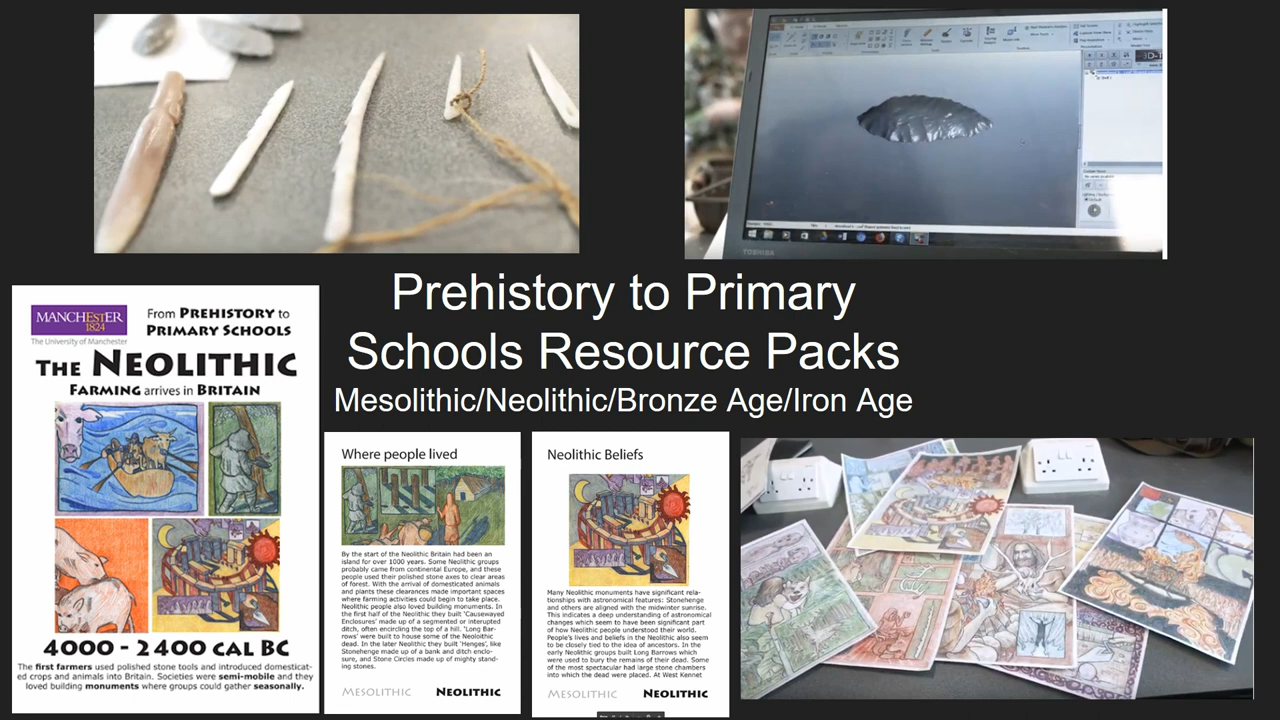 TOSHIBA
Prehistory to Primary
Schools Resource Packs
Mesolithic/Neolithic/Bronze Age/Iron Age
MANCHESTER
1824
The University of Manchester
From PREHISTORY to
PRIMARY SCHOOLS
THE NEOLITHIC
FARMING arrives in BRITAIN
4000 - 2400 CAL BC
The first farmers used polished stone tools and introduced domesticat-
ed crops and animals into Britain. Societies were semi-mobile and they
loved building monuments where groups could gather seasonally.
Where people lived
By the start of the Neolithic Britain had been an
island for over 1000 years. Some Neolithic groups
probably came from continental Europe, and these
people used their polished stone axes to clear areas
of forest. With the arrival of domesticated animals
and plants these clearances made important spaces
where farming activities could begin to take place.
Neolithic people also loved building monuments. In
the first half of the Neolithic they built 'Causewayed
Enclosures' made up of a segmented or interupted
ditch, often encircling the top of a hill. 'Long Bar-
rows' were built to house some of the Neoloithic
dead. In the later Neolithic they built 'Henges', like
Stonehenge made up of a bank and ditch enclo-
sure, and Stone Circles made up of mighty stand-
ing stones.
MESOLITHIC NEOLITHIC
Neolithic Beliefs
Many Neolithic monuments have significant rela-
tionships with astronomical features: Stonehenge
and others are aligned with the midwinter sunrise.
This indicates a deep understanding of astronomical
changes which seem to have been significant part
of how Neolithic people understood their world.
People's lives and beliefs in the Neolithic also seem
to be closely tied to the idea of ancestors. In the
early Neolithic groups built Long Barrows which
were used to bury the remains of their dead. Some
of the most spectacular had large stone chambers
into which the dead were placed. At West Kennet
MESOLITHIC NEOLITHIC